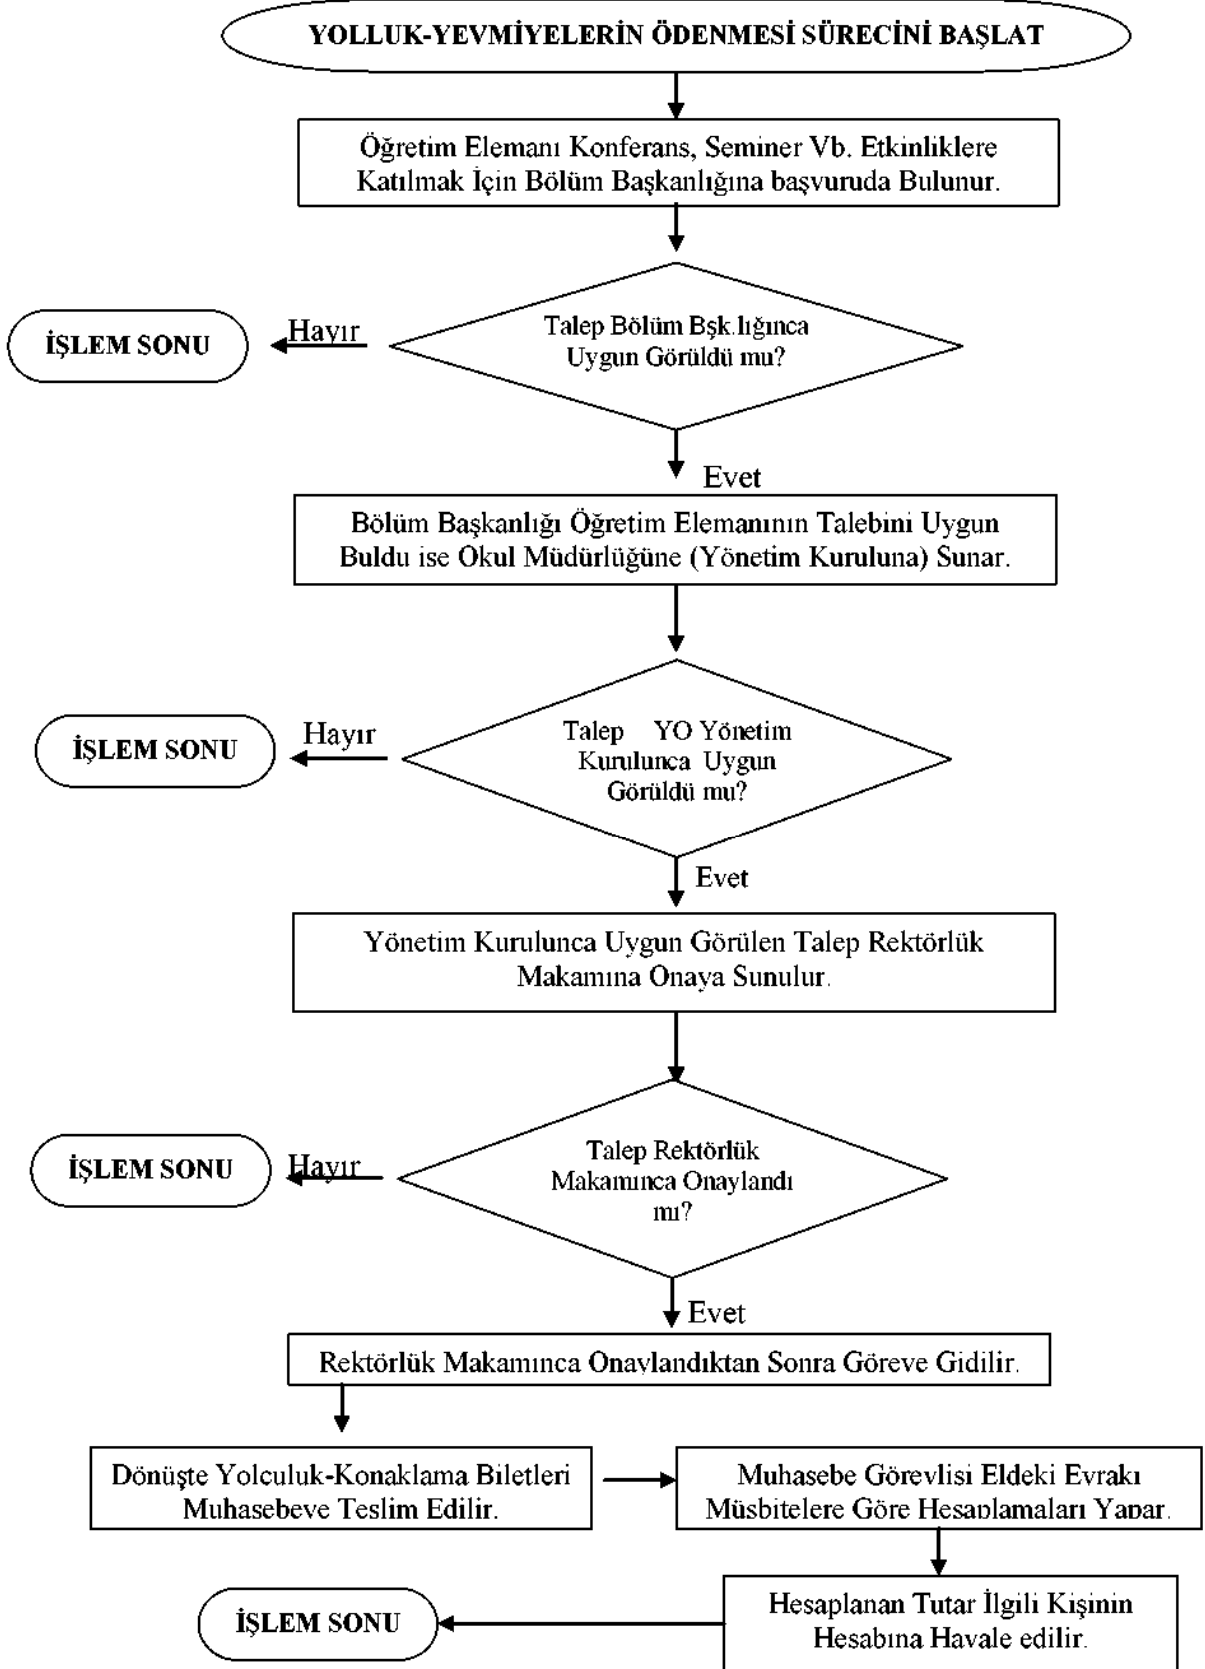 YOLLUK-YEVMİYELERİN ÖDENMESİ SÜRECİNİ BAŞLAT
Öğretim Elemanı Konferans, Seminer Vb. Etkinliklere
Katılmak İçin Bölüm Başkanlığına başvuruda Bulunur.
Talep Bölüm Bşk.lığınca
Uygun Görüldü mu?
Hayır
İŞLEM SONU
Evet
Bölüm Başkanlığı Öğretim Elemanının Talebini Uygun
Buldu ise Okul Müdürlüğüne (Yönetim Kuruluna) Sunar.
Talep YO Yönetim
Kurulunca Uygun
Görüldü mu?
Hayır
İŞLEM SONU
Evet
Yönetim Kurulunca Uygun Görülen Talep Rektörlük
Makamına Onaya Sunulur.
Talep Rektörlük
Makamınca Onaylandı
mı?
Hayır
İŞLEM SONU
Evet
Rektörlük Makamınca Onaylandıktan Sonra Göreve Gidilir.
Dönüşte Yolculuk-Konaklama Biletleri
Muhasebeye Teslim Edilir.
Muhasebe Görevlisi Eldeki Evrakı
Müsbitelere Göre Hesaplamaları Yapar.
Hesaplanan Tutar İlgili Kişinin
Hesabına Havale edilir.
İŞLEM SONU